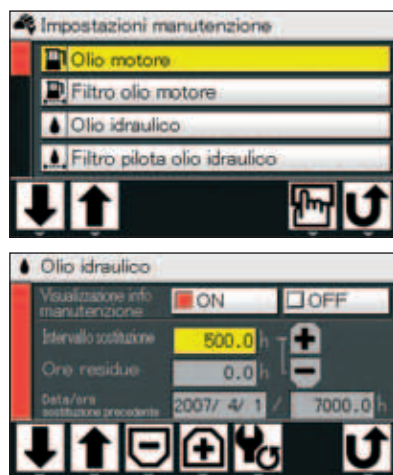 Impostazioni manutenzione
Olio motore
Filtro olio motore
Olio idraulico
Filtro pilota olio idraulico
Olio idraulico
Visualizzazione info
manutenzione
ON
OFF
Intervallo sostituzione
500.0 h
Ore residue
0.0 h
Data/ora
sostituzione precedente
2007/ 4/ 1 / 7000.0 h